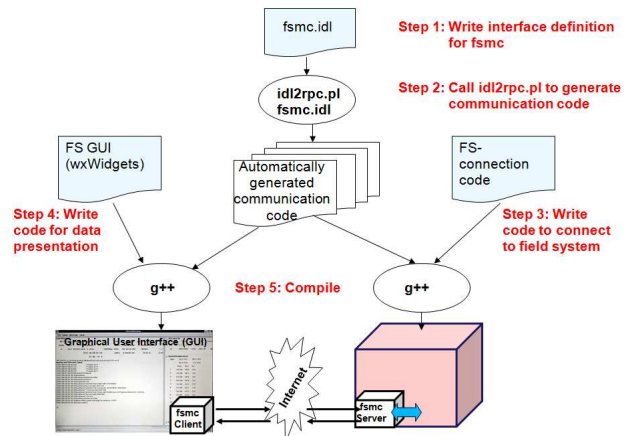 fsmc.idl
Step 1: Write interface definition
for fsmc
idl2rpc.pl
fsmc.idl
Step 2: Call idl2rpc.pl to generate
communication code
FS GUI
(wxWidgets)
Automatically
generated
communication
code
FS-
connection
code
Step 4: Write
code for data
presentation
Step 3: Write
code to connect
to field system
g++
Step 5: Compile
g++
Graphical User Interface (GUI)
Internet
fsmc
Client
fsmc
Server